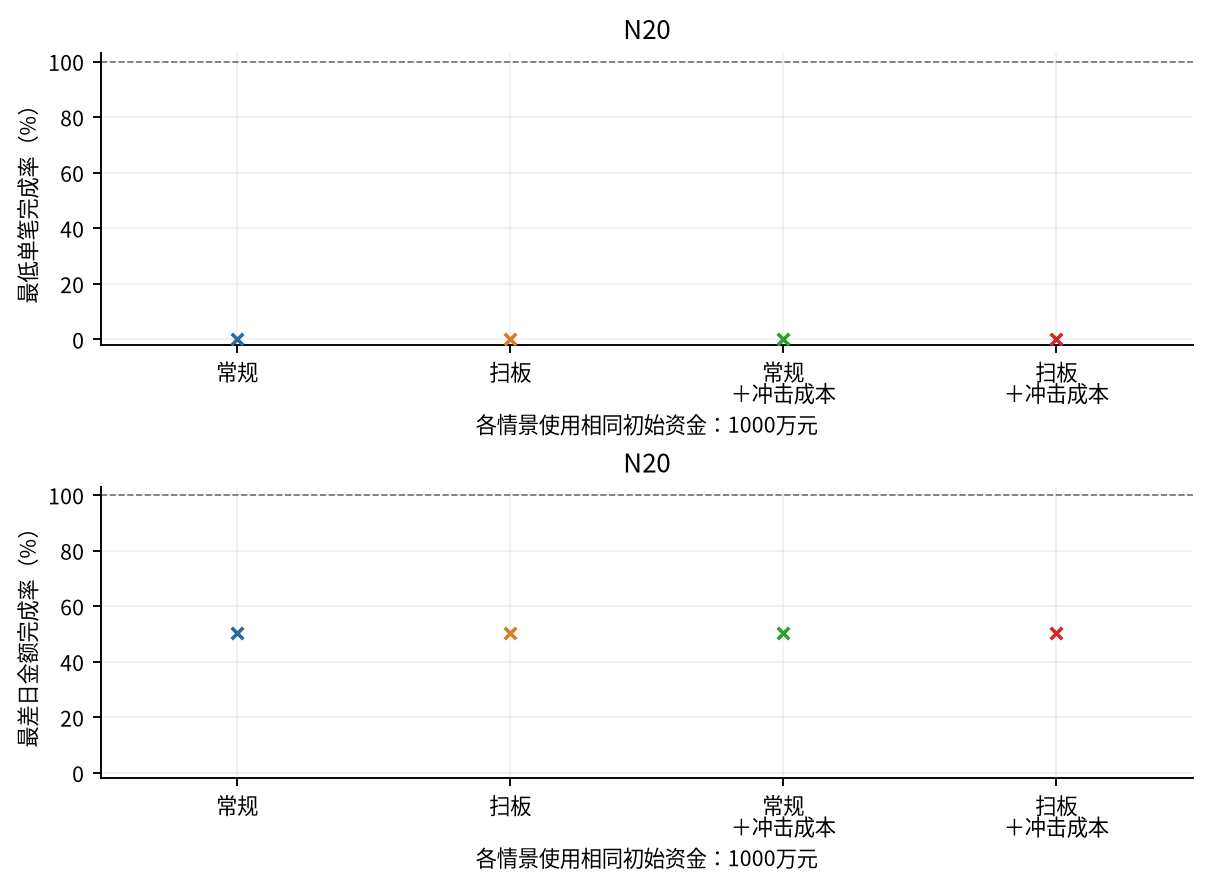 N20
最低单笔完成率（%）
100
80
60
40
20
0
常规
扫板
常规
＋冲击成本
扫板
＋冲击成本
各情景使用相同初始资金：1000万元
N20
最差日金额完成率（%）
100
80
60
40
20
0
常规
扫板
常规
＋冲击成本
扫板
＋冲击成本
各情景使用相同初始资金：1000万元